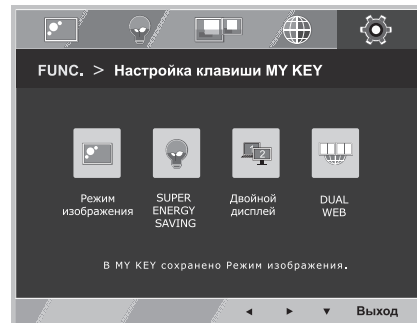 FUNC. > Настройка клавиши MY KEY
Режим
изображения
SUPER
ENERGY
SAVING
Двойной
дисплей
DUAL
WEB
В MY KEY сохранено Режим изображения.
Выход